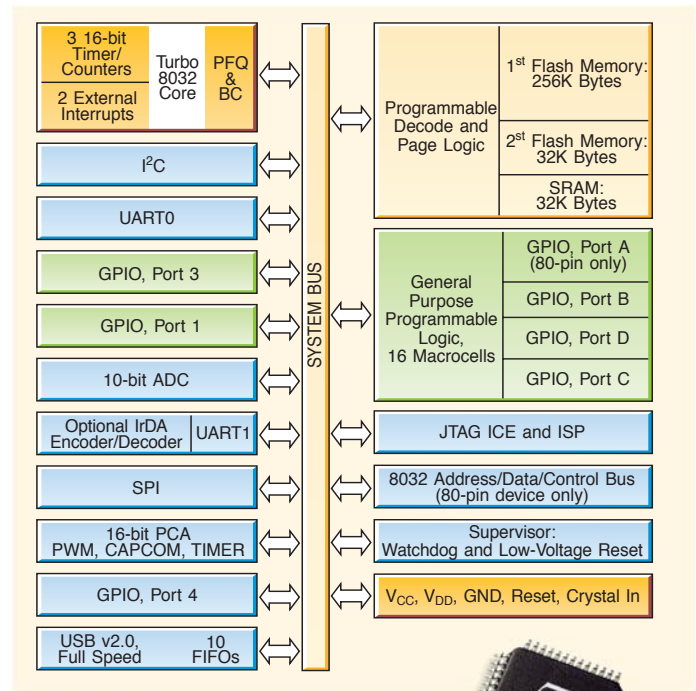 3 16-bit
Timer/
Counters
2 External
Interrupts
Turbo
8032
Core
PFQ
&
BC
I²C
UART0
GPIO, Port 3
GPIO, Port 1
10-bit ADC
Optional IrDA
Encoder/Decoder
UART1
SPI
16-bit PCA
PWM, CAPCOM, TIMER
GPIO, Port 4
USB v2.0,
Full Speed
10
FIFOs
SYSTEM BUS
Programmable
Decode and
Page Logic
1st Flash Memory:
256K Bytes
2st Flash Memory:
32K Bytes
SRAM:
32K Bytes
General
Purpose
Programmable
Logic,
16 Macrocells
GPIO, Port A
(80-pin only)
GPIO, Port B
GPIO, Port D
GPIO, Port C
JTAG ICE and ISP
8032 Address/Data/Control Bus
(80-pin device only)
Supervisor:
Watchdog and Low-Voltage Reset
VCC, VDD, GND, Reset, Crystal In